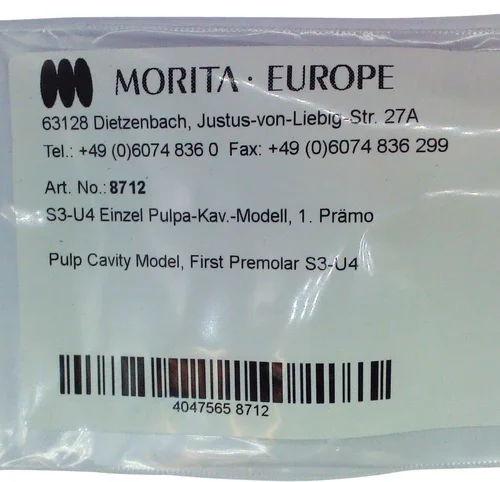 MORITA · EUROPE
63128 Dietzenbach, Justus-von-Liebig-Str. 27A
Tel.: +49 (0)6074 836 0 Fax: +49 (0)6074 836 299
Art. No.: 8712
S3-U4 Einzel Pulpa-Kav.-Modell, 1. Prämo
Pulp Cavity Model, First Premolar S3-U4
4047565 8712